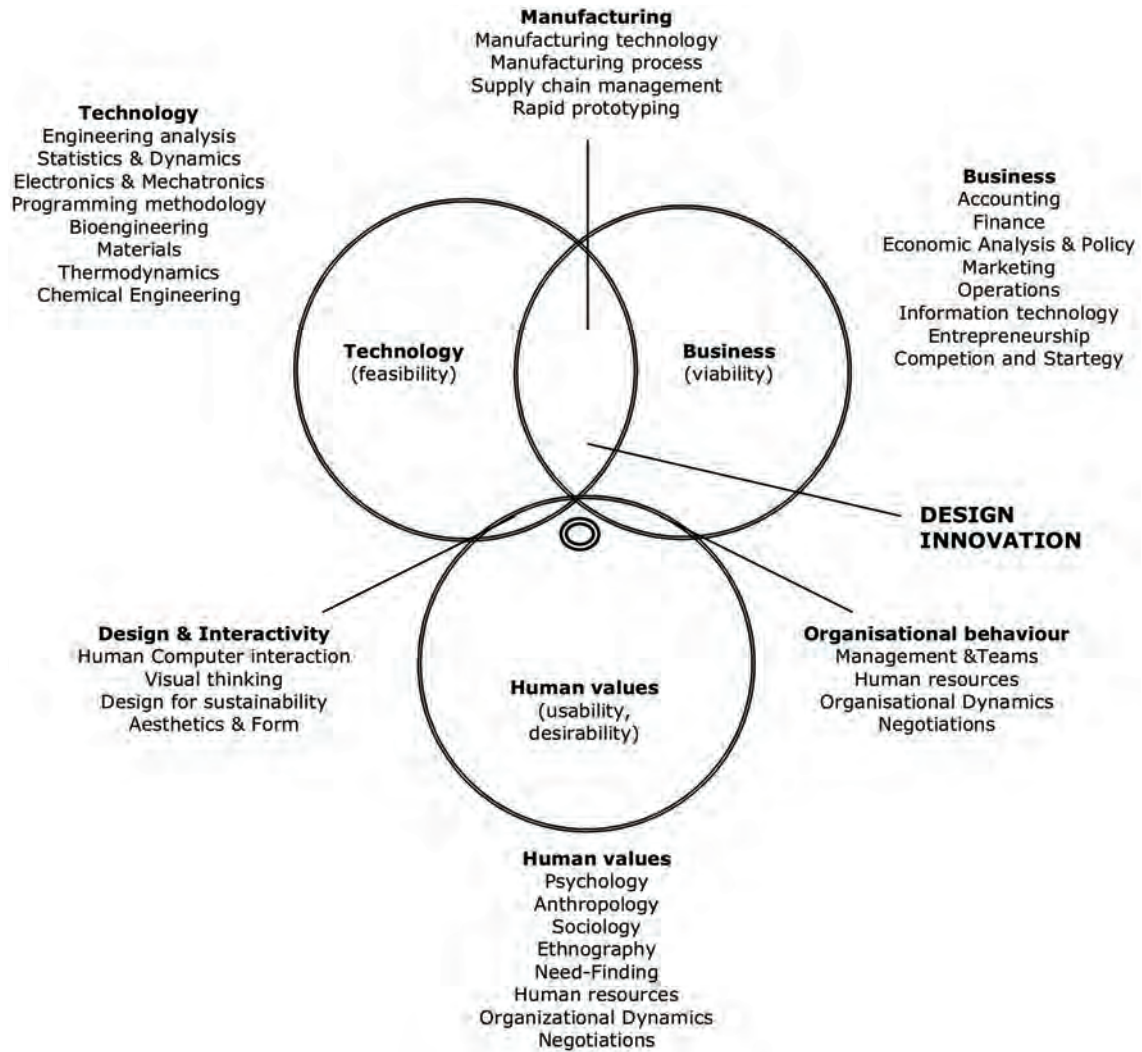 Manufacturing
Manufacturing technology
Manufacturing process
Supply chain management
Rapid prototyping
Technology
Engineering analysis
Statistics & Dynamics
Electronics & Mechatronics
Programming methodology
Bioengineering
Materials
Thermodynamics
Chemical Engineering
Business
Accounting
Finance
Economic Analysis & Policy
Marketing
Operations
Information technology
Entrepreneurship
Competion and Startegy
Technology
(feasibility)
Business
(viability)
DESIGN
INNOVATION
Design & Interactivity
Human Computer interaction
Visual thinking
Design for sustainability
Aesthetics & Form
Human values
(usability,
desirability)
Organisational behaviour
Management &Teams
Human resources
Organisational Dynamics
Negotiations
Human values
Psychology
Anthropology
Sociology
Ethnography
Need-Finding
Human resources
Organizational Dynamics
Negotiations